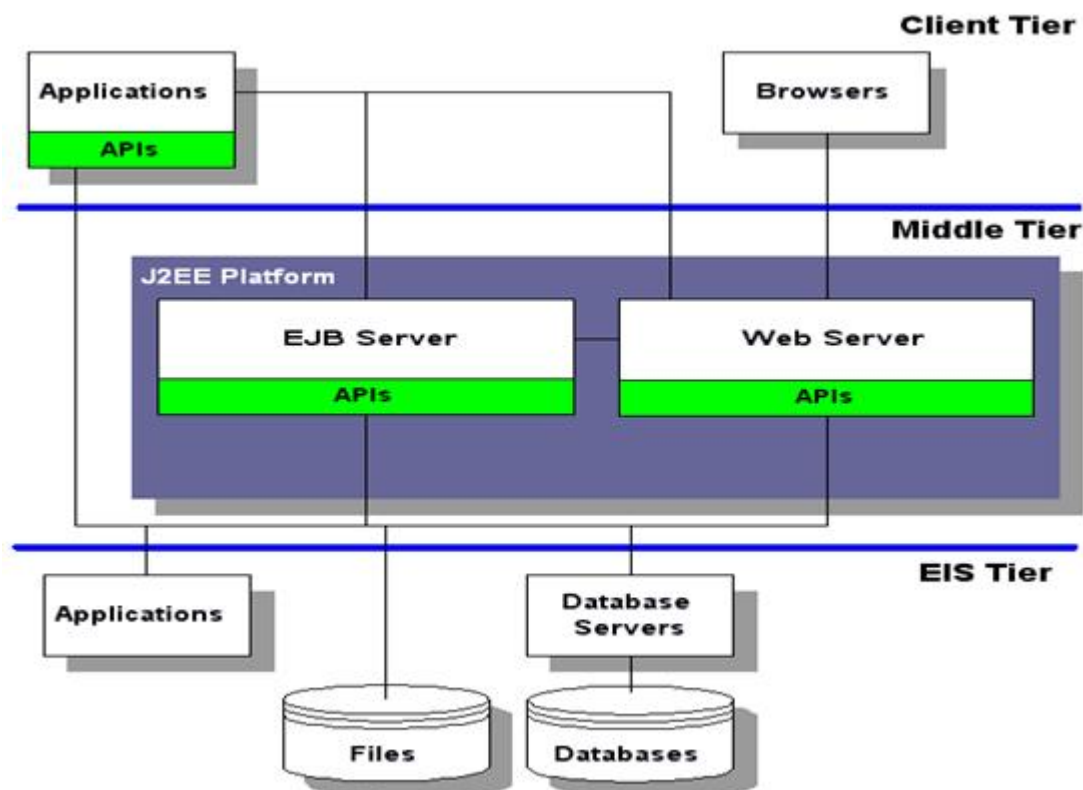 Client Tier
Applications
APIs
Browsers
Middle Tier
J2EE Platform
EJB Server
APIs
Web Server
APIs
EIS Tier
Applications
Database
Servers
Files
Databases